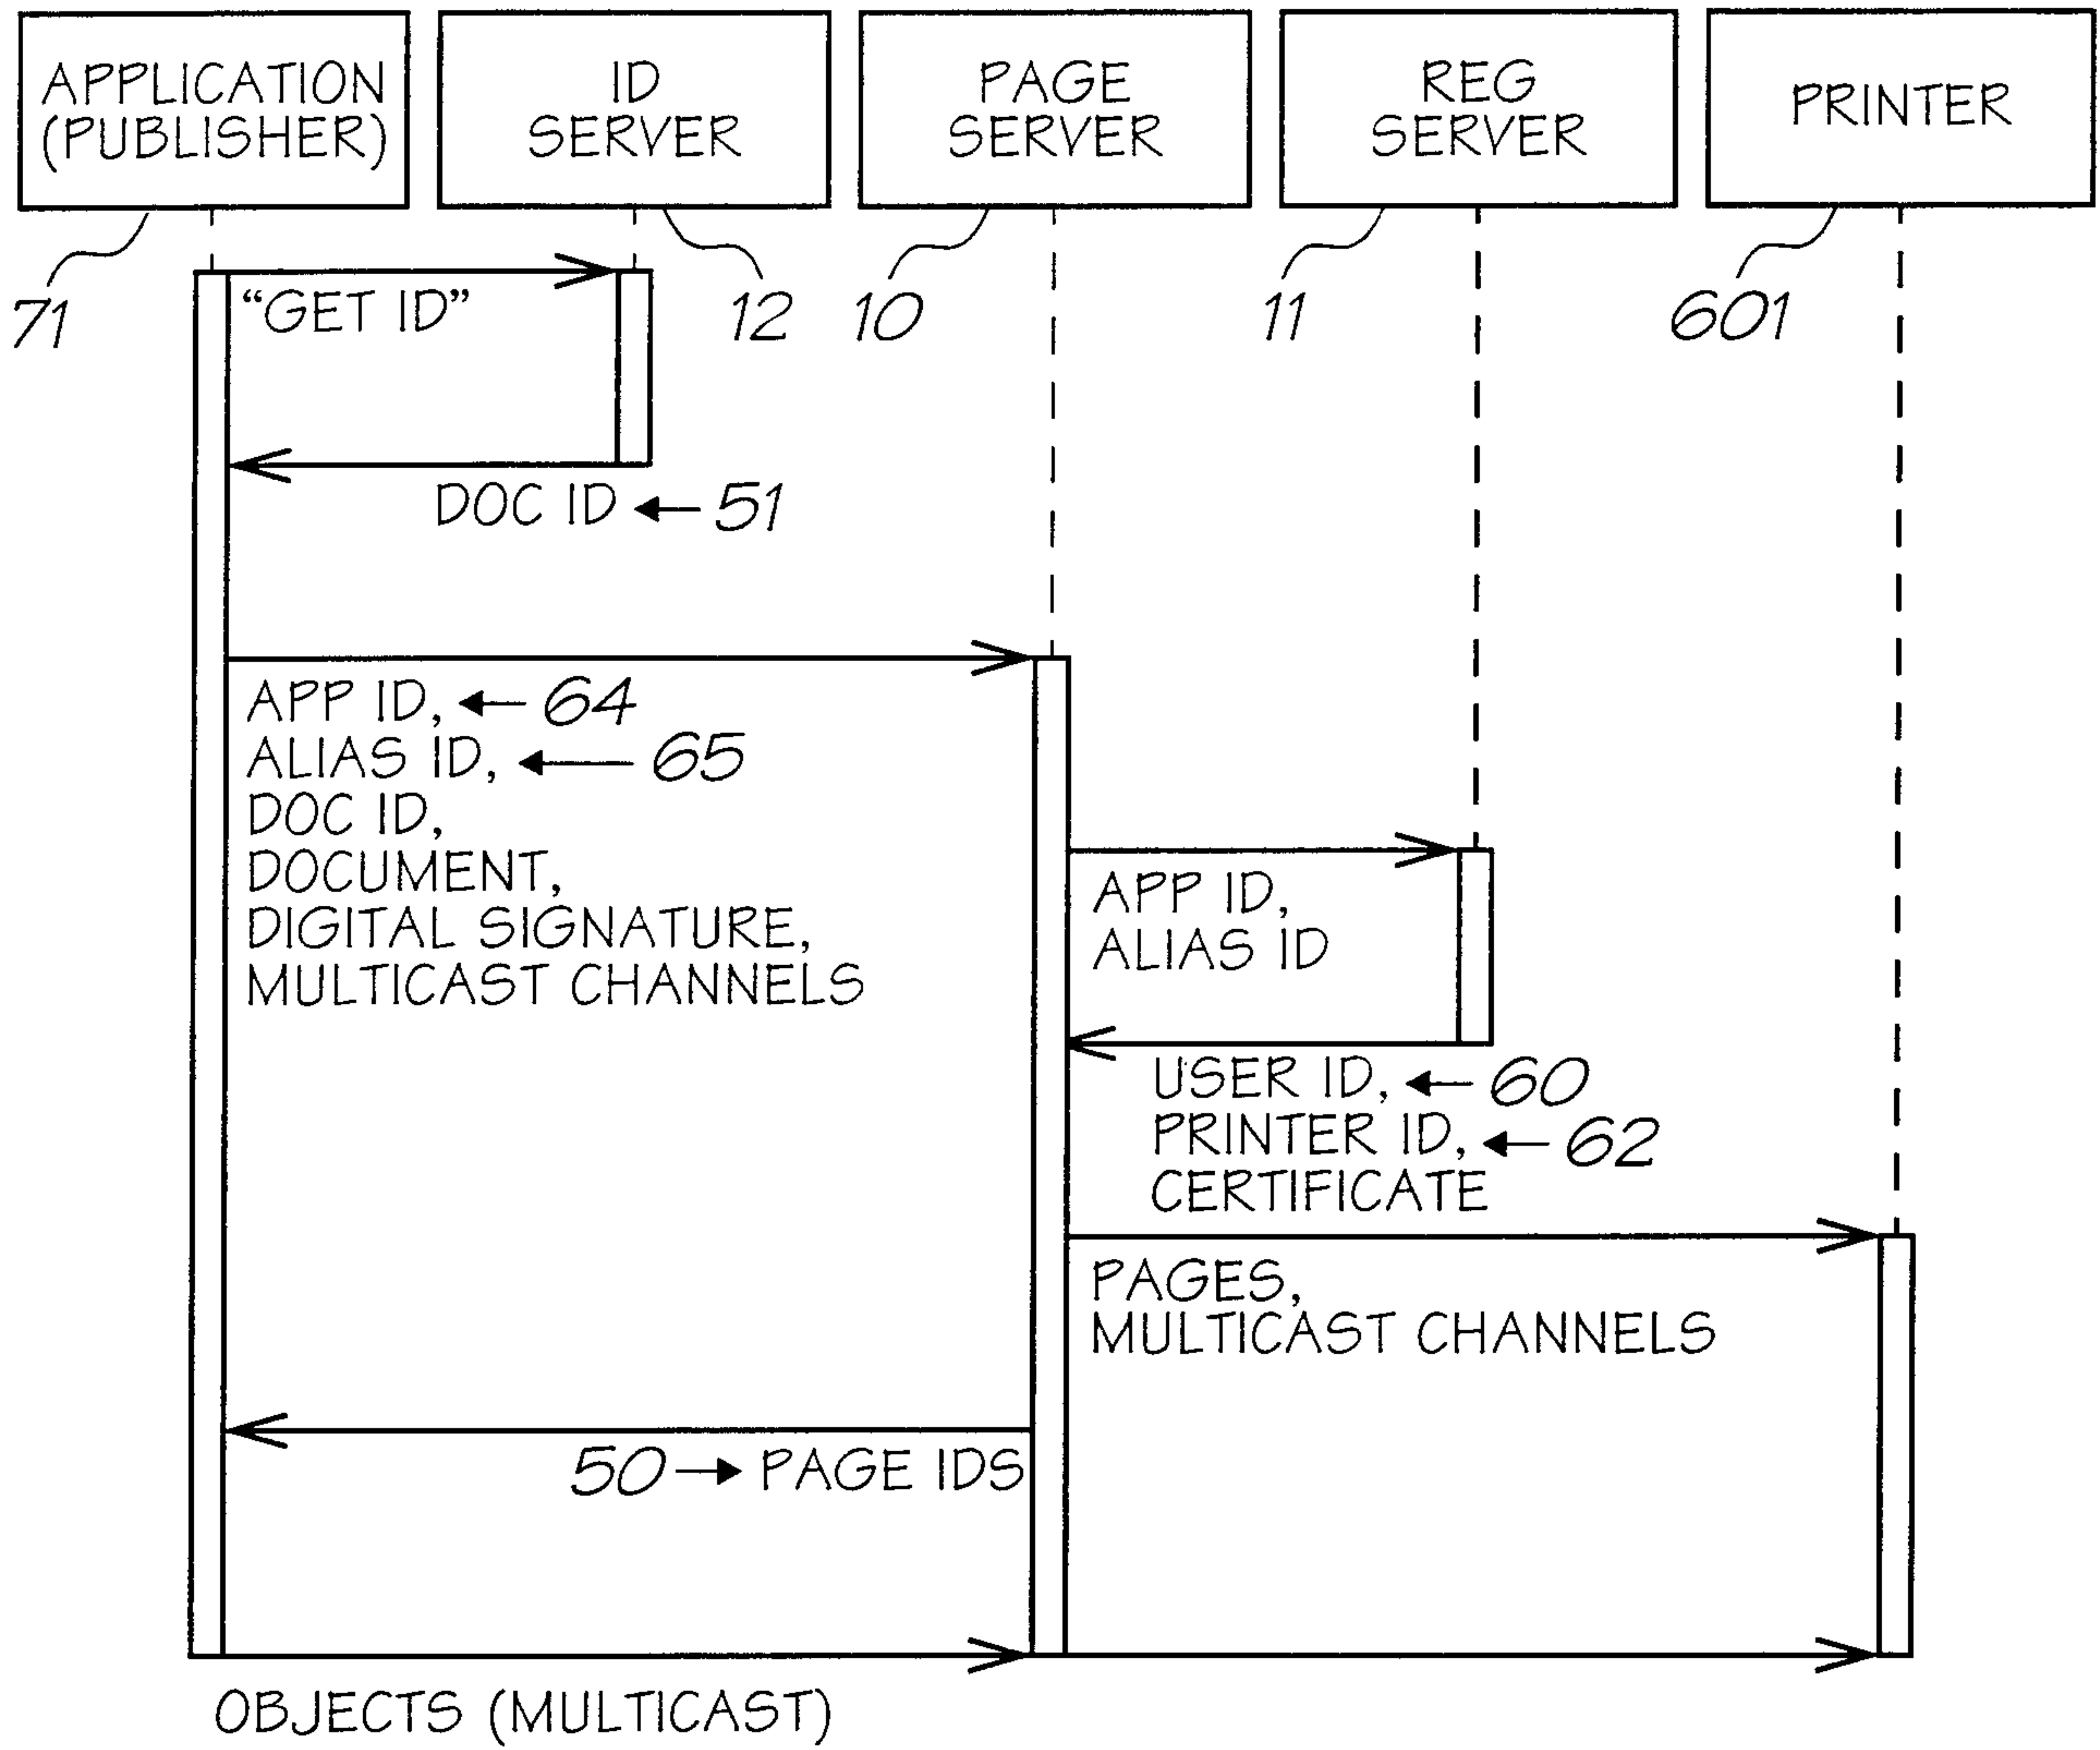 APPLICATION
(PUBLISHER)
ID
SERVER
PAGE
SERVER
REG
SERVER
PRINTER
71
12
10
11
601
“GET ID”
DOC ID 51
APP ID, 64
ALIAS ID, 65
DOC ID,
DOCUMENT,
DIGITAL SIGNATURE,
MULTICAST CHANNELS
APP ID,
ALIAS ID
USER ID, 60
PRINTER ID, 62
CERTIFICATE
PAGES,
MULTICAST CHANNELS
50 PAGE IDS
OBJECTS (MULTICAST)